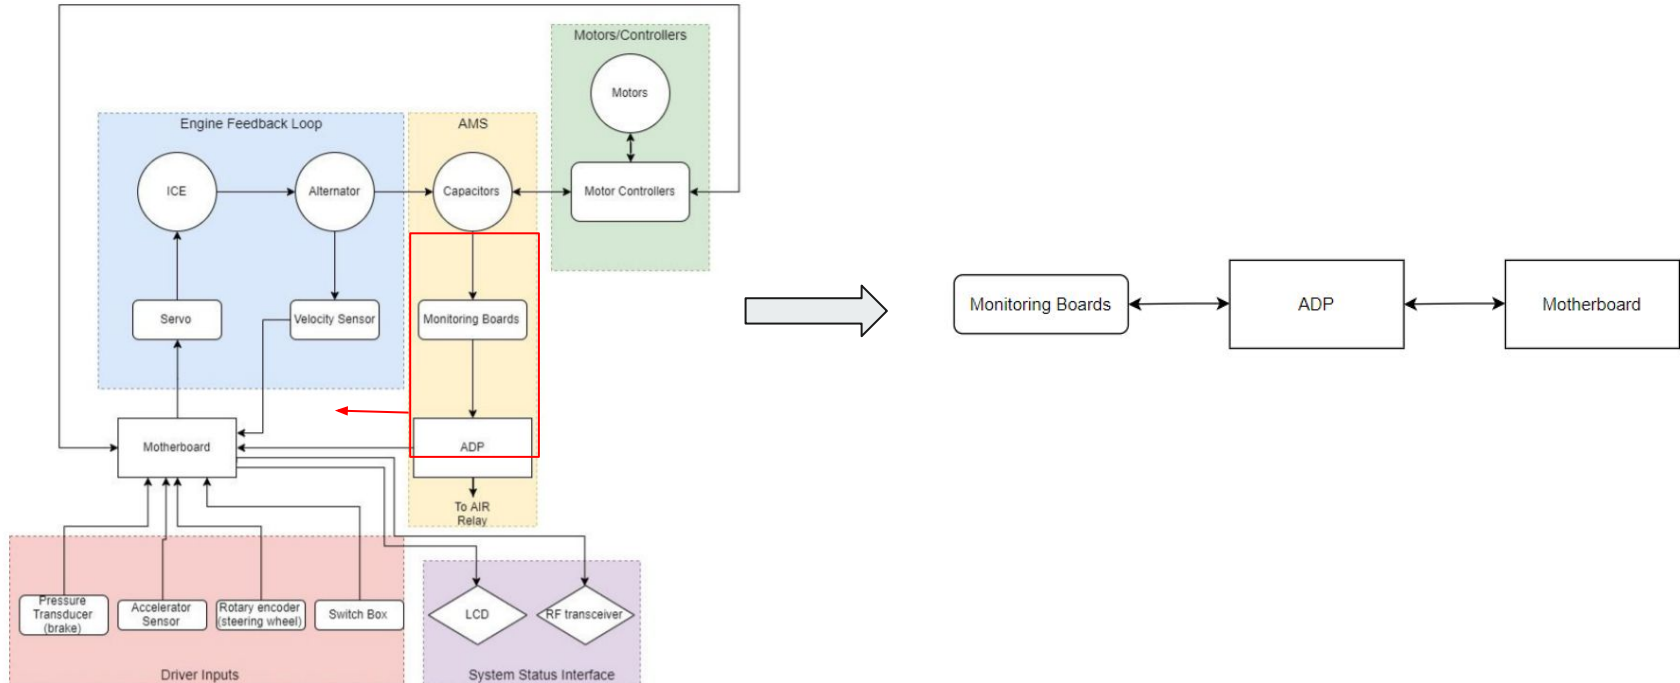 Motors/Controllers
Motors
Engine Feedback Loop
AMS
ICE
Alternator
Capacitors
Motor Controllers
Servo
Velocity Sensor
Monitoring Boards
Motherboard
ADP
To AIR
Relay
Pressure
Transducer
(brake)
Accelerator
Sensor
Rotary encoder
(steering wheel)
Switch Box
LCD
RF transceiver
Driver Inputs
System Status Interface
Monitoring Boards
ADP
Motherboard